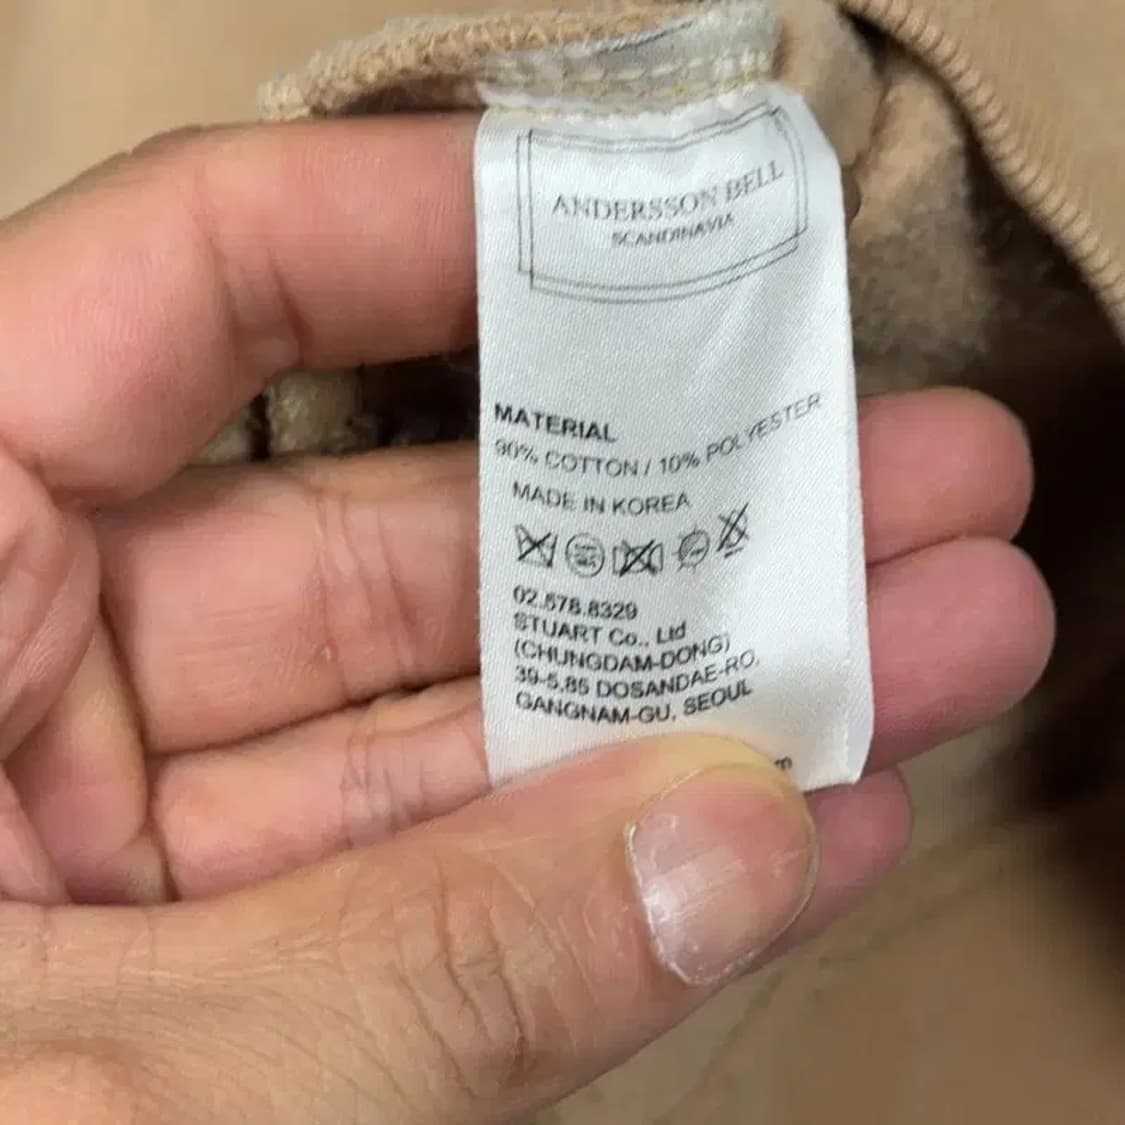 ANDERSSON BELL
SCANDINAVIA
MATERIAL
90% COTTON / 10% POLYESTER
MADE IN KOREA
02.578.8329
STUART Co., Ltd
(CHUNGDAM-DONG)
39-5,85 DOSANDAE-RO,
GANGNAM-GU, SEOUL
m